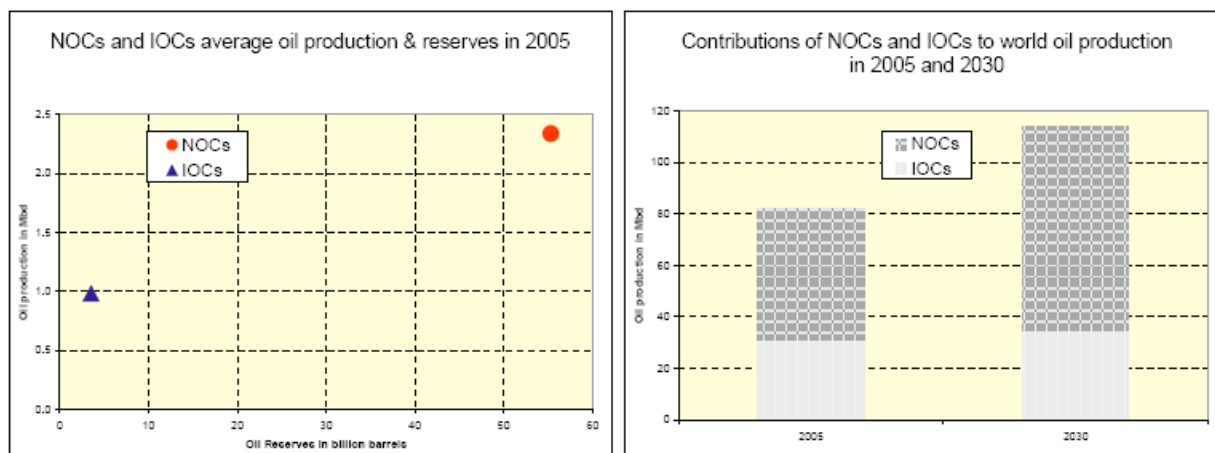 NOCs and IOCs average oil production & reserves in 2005
2.5
2.0
1.5
1.0
0.5
0.0
Oil production in Mbd
NOCs
IOCs
0 10 20 30 40 50 60
Oil Reserves in billion barrels
Contributions of NOCs and IOCs to world oil production
in 2005 and 2030
120
100
80
60
40
20
0
Oil production in Mbd
NOCs
IOCs
2005 2030